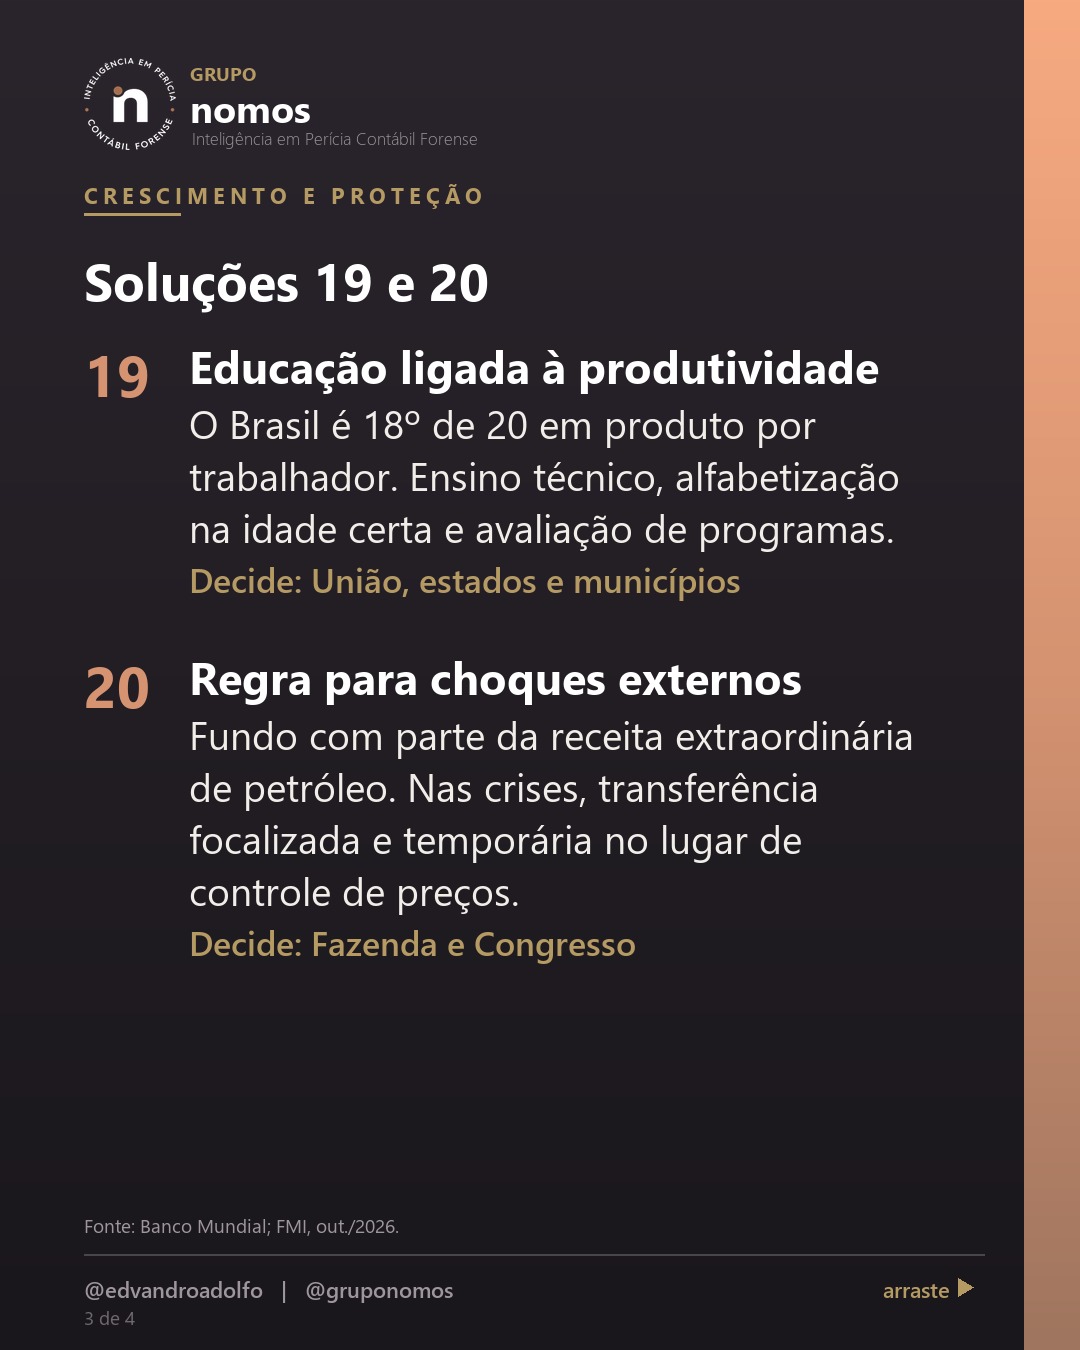 INTELIGÊNCIA EM PERÍCIA
CONTÁBIL FORENSE
n
GRUPO
nomos
Inteligência em Perícia Contábil Forense
CRESCIMENTO E PROTEÇÃO
Soluções 19 e 20
19
Educação ligada à produtividade
O Brasil é 18º de 20 em produto por
trabalhador. Ensino técnico, alfabetização
na idade certa e avaliação de programas.
Decide: União, estados e municípios
20
Regra para choques externos
Fundo com parte da receita extraordinária
de petróleo. Nas crises, transferência
focalizada e temporária no lugar de
controle de preços.
Decide: Fazenda e Congresso
Fonte: Banco Mundial; FMI, out./2026.
@edvandroadolfo | @gruponomos
arraste
3 de 4